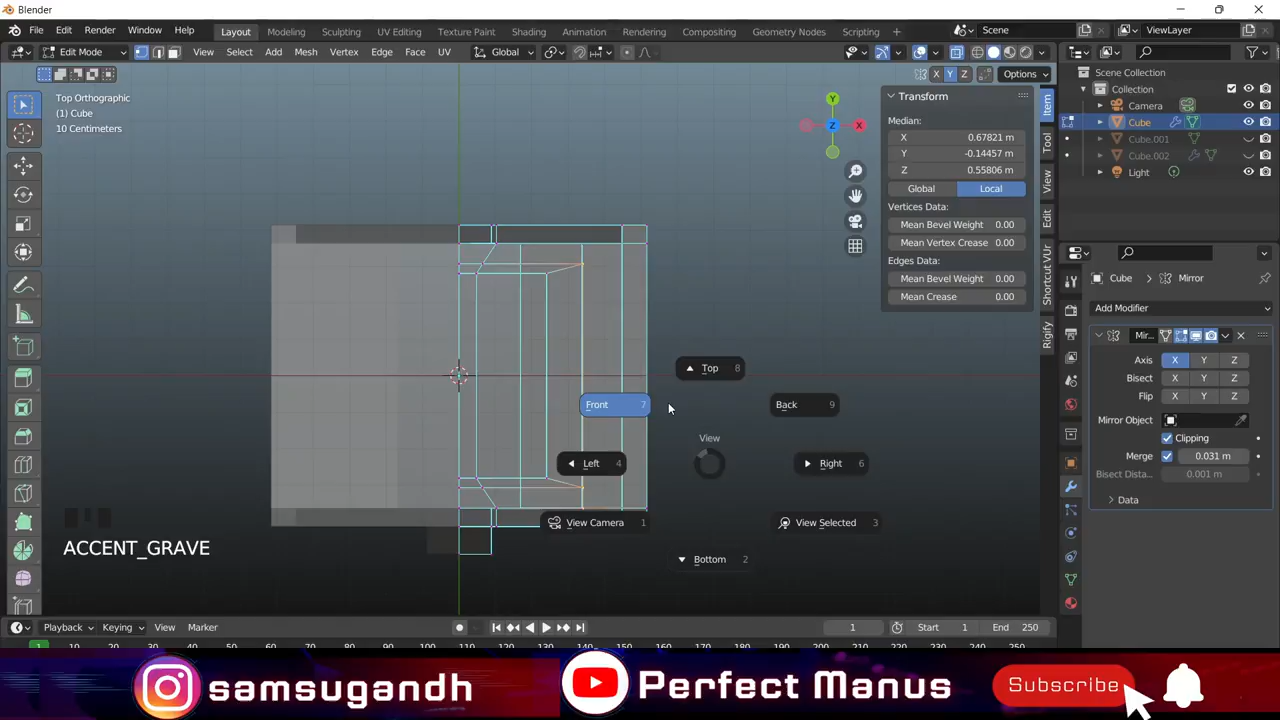 Blender
File Edit Render Window Help Layout Modeling Sculpting UV Editing Texture Paint Shading Animation Rendering Compositing Geometry Nodes Scripting + Scene ViewLayer
Edit Mode View Select Add Mesh Vertex Edge Face UV Global
X Y Z Options
Top Orthographic
(1) Cube
10 Centimeters
Y
Z X
Transform
Median:
X 0.67821 m
Y -0.14457 m
Z 0.55806 m
Global Local
Vertices Data:
Mean Bevel Weight 0.00
Mean Vertex Crease 0.00
Edges Data:
Mean Bevel Weight 0.00
Mean Crease 0.00
Item
Tool
View
Edit
Shortcut VUr
Rigify
Scene Collection
Collection
Camera
Cube
Cube.001
Cube.002
Light
Cube > Mirror
Add Modifier
Mir...
Axis X Y Z
Bisect X Y Z
Flip X Y Z
Mirror Object
Clipping
Merge 0.031 m
Bisect Dista... 0.001 m
Data
Top 8
Front 7
Back 9
View
Left 4
Right 6
View Camera 1
View Selected 3
Bottom 2
ACCENT_GRAVE
Playback Keying View Marker 1 Start 1 End 250
1
samsugandh Perfect Manus Subscribe